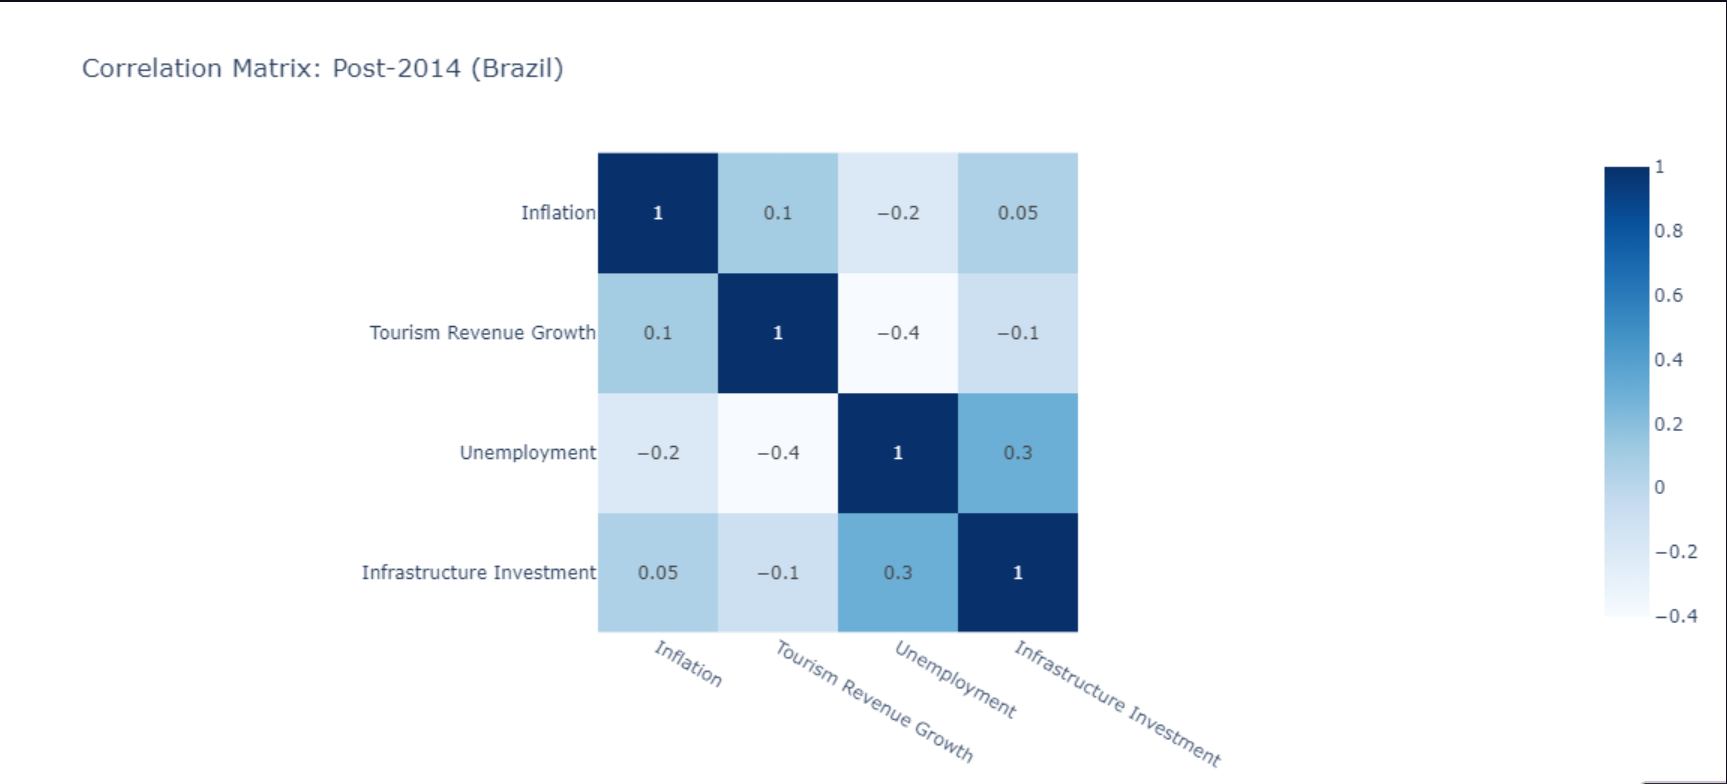 Correlation Matrix: Post-2014 (Brazil)
Inflation 1 0.1 −0.2 0.05
Tourism Revenue Growth 0.1 1 −0.4 −0.1
Unemployment −0.2 −0.4 1 0.3
Infrastructure Investment 0.05 −0.1 0.3 1
Inflation
Tourism Revenue Growth
Unemployment
Infrastructure Investment
1
0.8
0.6
0.4
0.2
0
−0.2
−0.4